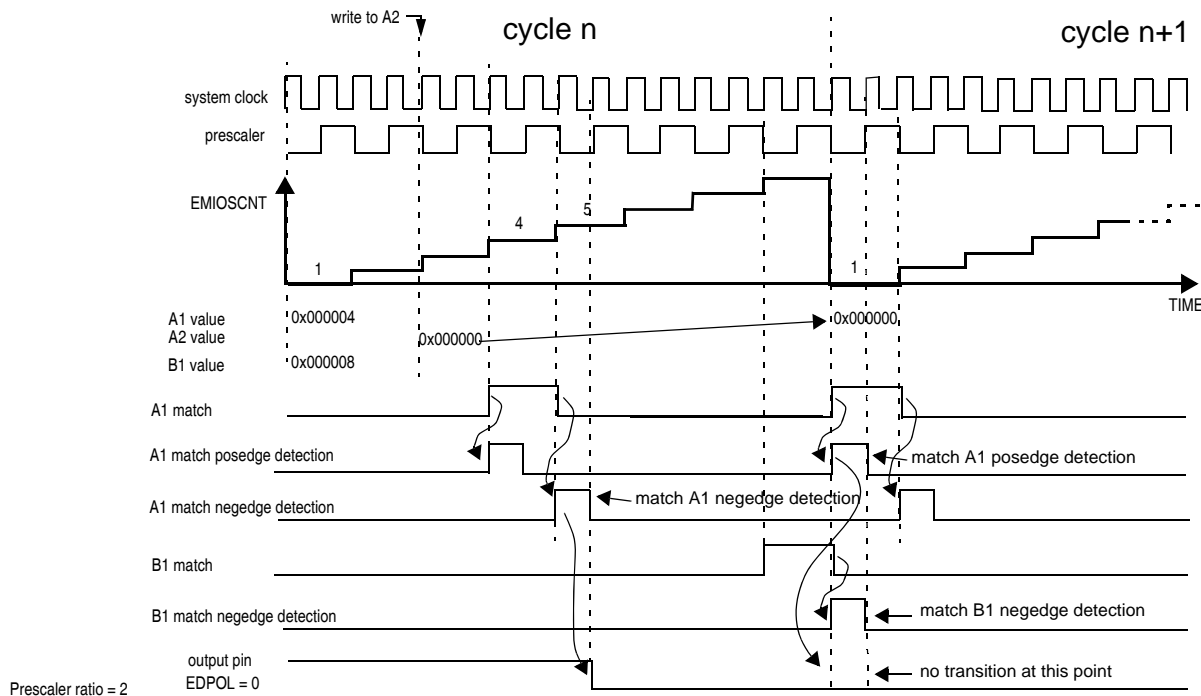 write to A2
cycle n
cycle n+1
system clock
prescaler
EMIOSCNT
1
4
5
1
TIME
A1 value
0x000004
0x000000
A2 value
0x000000
B1 value
0x000008
A1 match
A1 match posedge detection
match A1 posedge detection
A1 match negedge detection
match A1 negedge detection
B1 match
B1 match negedge detection
match B1 negedge detection
output pin
EDPOL = 0
no transition at this point
Prescaler ratio = 2